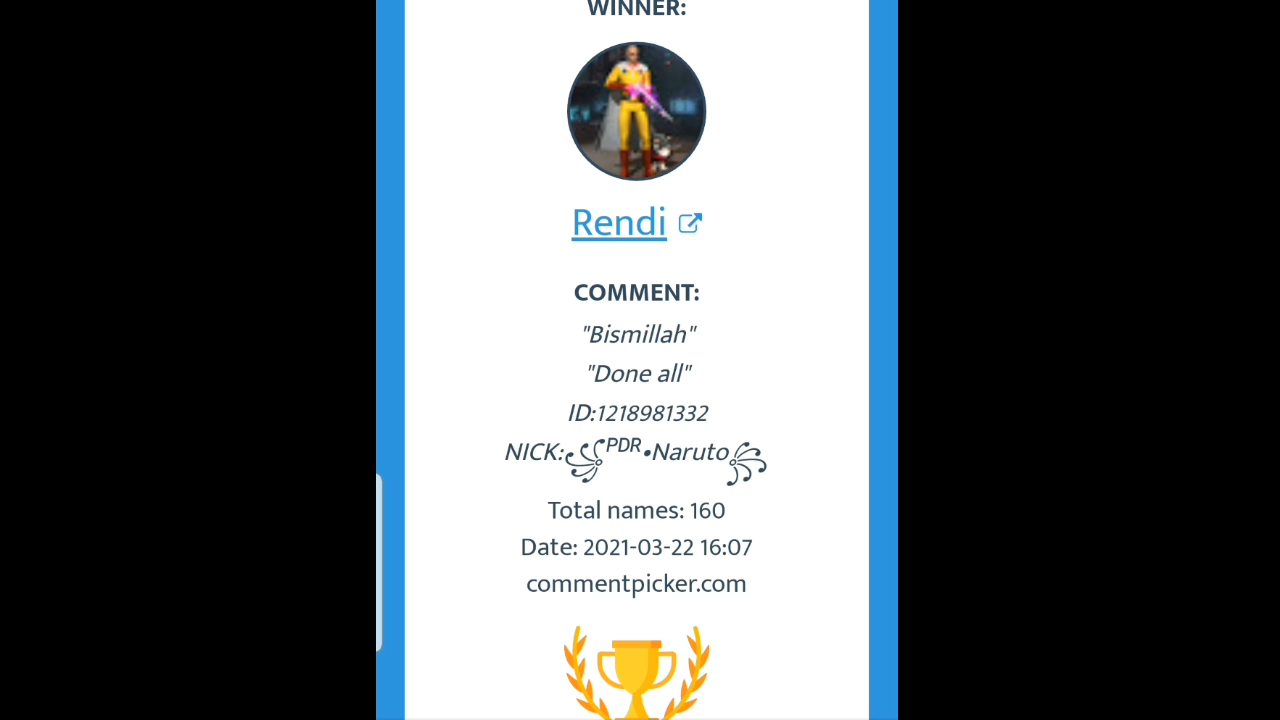 WINNER:
Rendi
COMMENT:
"Bismillah"
"Done all"
ID:1218981332
NICK:꧁ᴾᴰᴿ•Naruto꧂
Total names: 160
Date: 2021-03-22 16:07
commentpicker.com